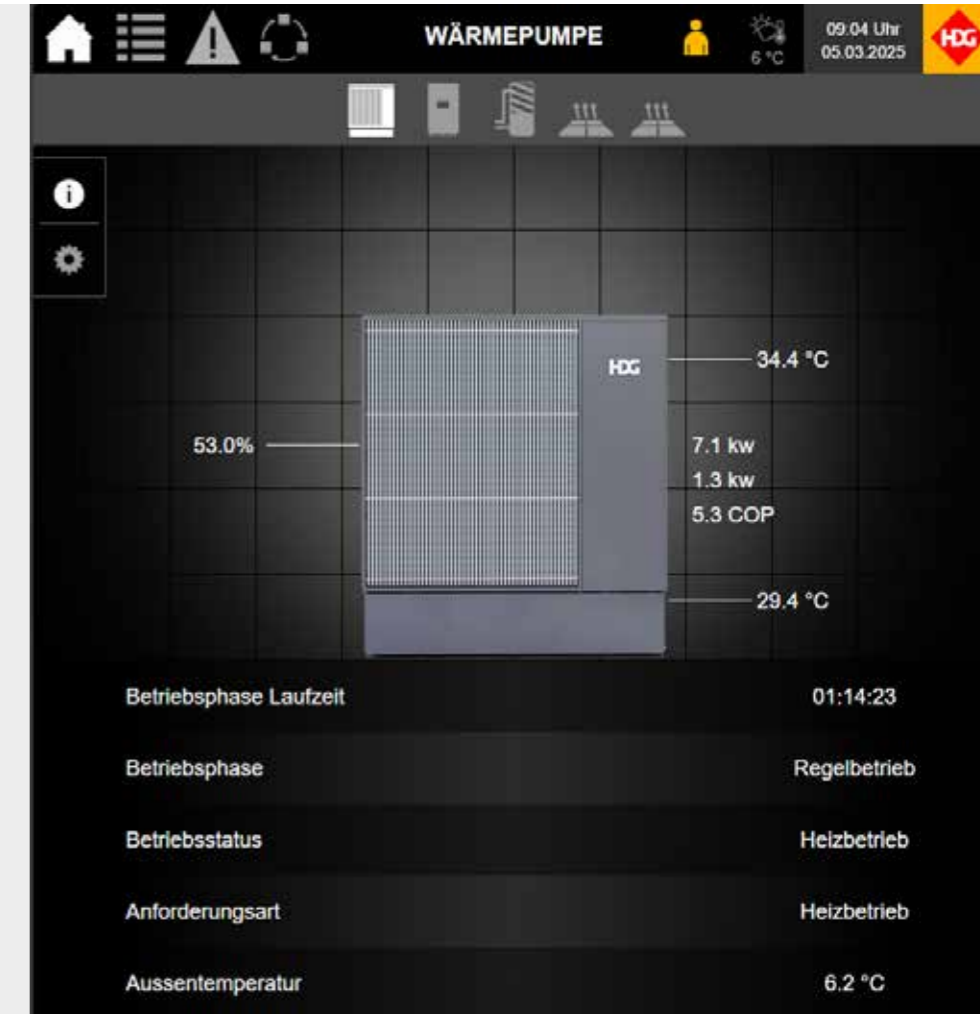 WÄRMEPUMPE
6 °C
09:04 Uhr
05.03.2025
HDG
i
HDG
34.4 °C
53.0%
7.1 kw
1.3 kw
5.3 COP
29.4 °C
Betriebsphase Laufzeit 01:14:23
Betriebsphase Regelbetrieb
Betriebsstatus Heizbetrieb
Anforderungsart Heizbetrieb
Aussentemperatur 6.2 °C